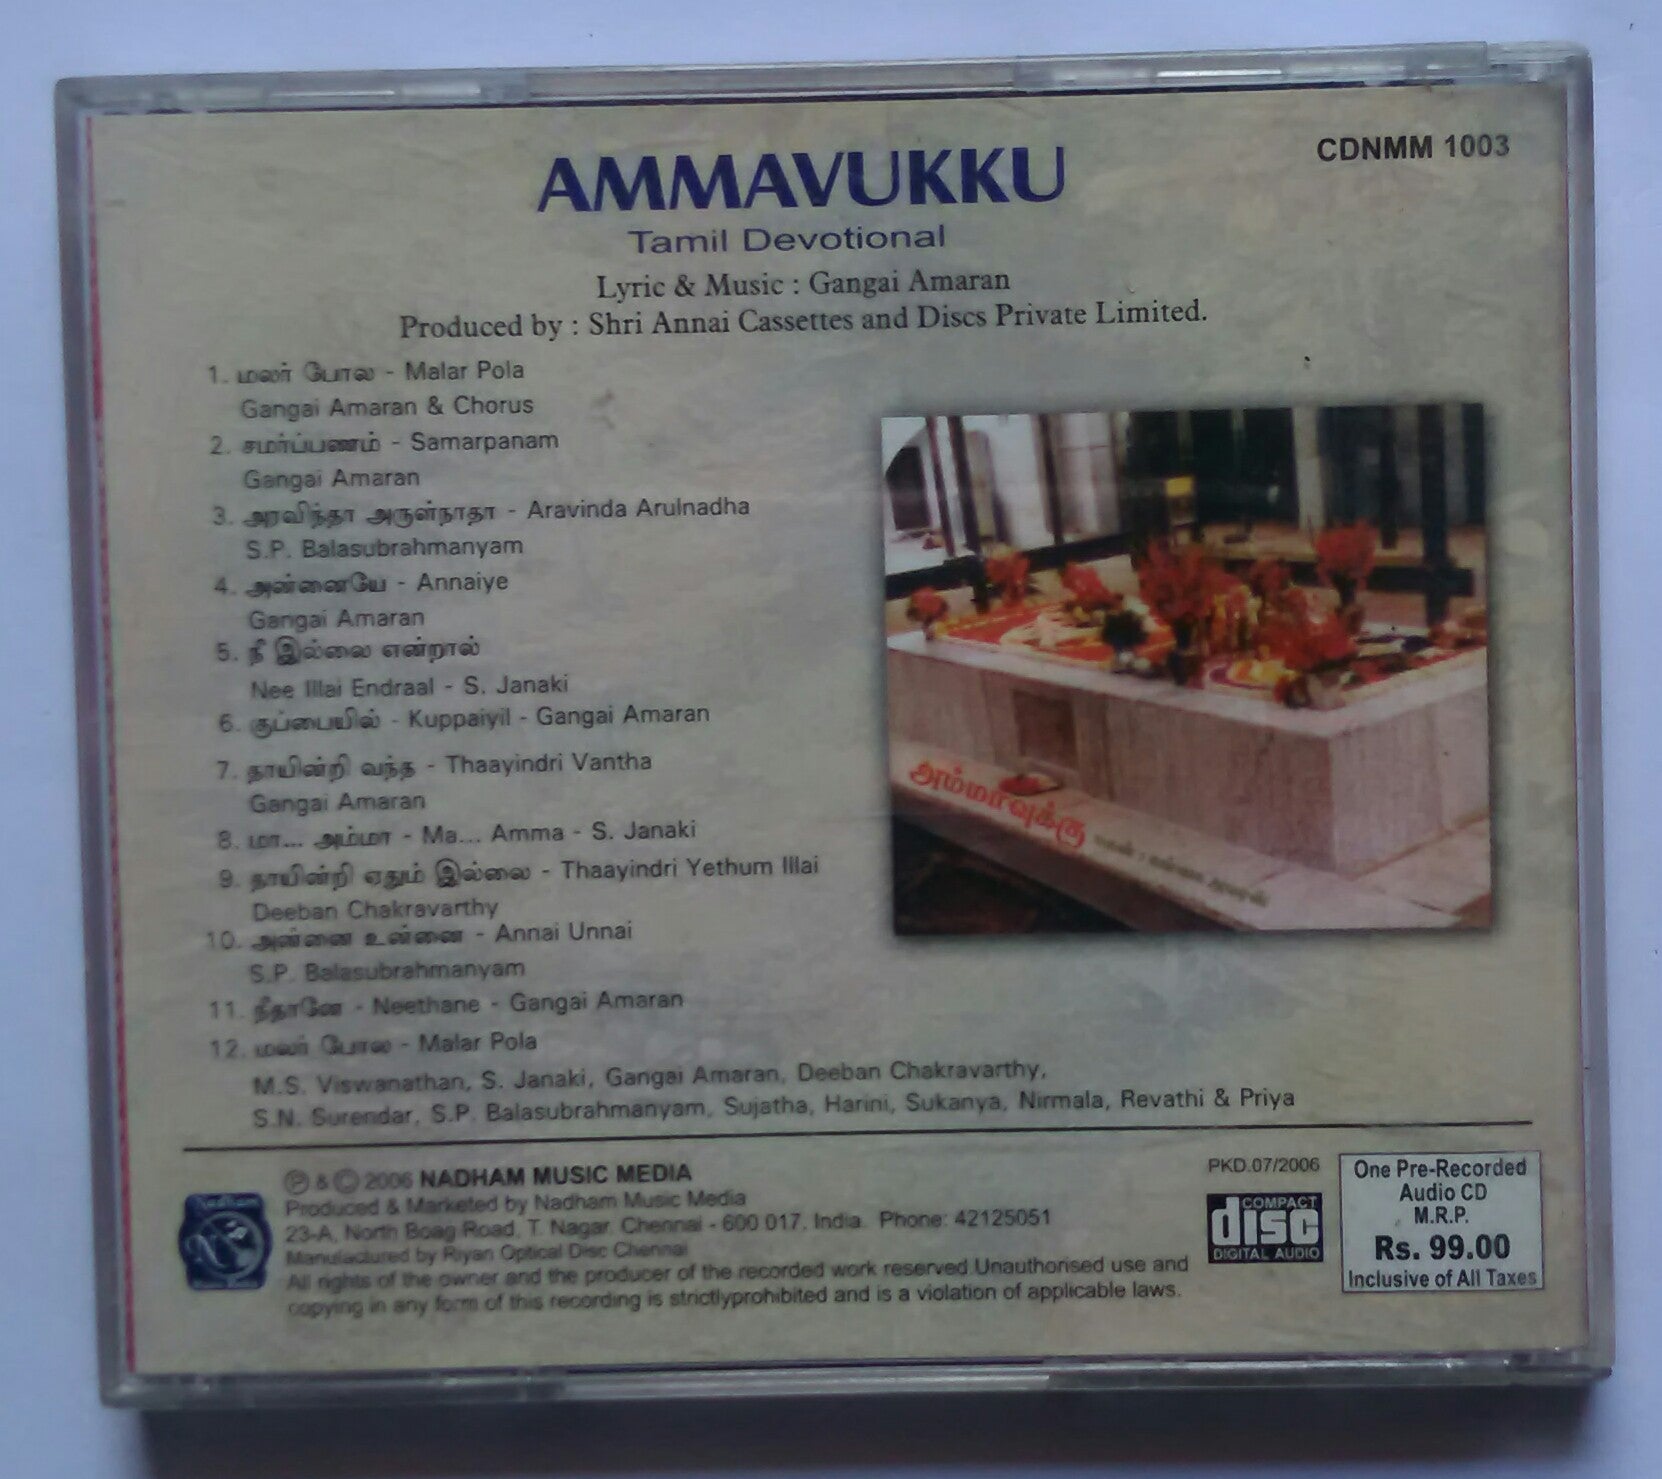 CDNMM 1003
AMMAVUKKU
Tamil Devotional
Lyric & Music : Gangai Amaran
Produced by : Shri Annai Cassettes and Discs Private Limited.
1. மலர் போல - Malar Pola
Gangai Amaran & Chorus
2. சமர்ப்பணம் - Samarpanam
Gangai Amaran
3. அரவிந்தா அருள்நாதா - Aravinda Arulnadha
S.P. Balasubrahmanyam
4. அன்னையே - Annaiye
Gangai Amaran
5. நீ இல்லை என்றால்
Nee Illai Endraal - S. Janaki
6. குப்பையில் - Kuppaiyil - Gangai Amaran
7. தாயின்றி வந்த - Thaayindri Vantha
Gangai Amaran
8. மா... அம்மா - Ma... Amma - S. Janaki
9. தாயின்றி ஏதும் இல்லை - Thaayindri Yethum Illai
Deeban Chakravarthy
10. அன்னை உன்னை - Annai Unnai
S.P. Balasubrahmanyam
11. நீதானே - Neethane - Gangai Amaran
12. மலர் போல - Malar Pola
M.S. Viswanathan, S. Janaki, Gangai Amaran, Deeban Chakravarthy,
S.N. Surendar, S.P. Balasubrahmanyam, Sujatha, Harini, Sukanya, Nirmala, Revathi & Priya
அம்மாவுக்கு
Nadham
℗ & © 2006 NADHAM MUSIC MEDIA
Produced & Marketed by Nadham Music Media
23-A, North Boag Road, T. Nagar, Chennai - 600 017. India. Phone: 42125051
Manufactured by Riyan Optical Disc Chennai
All rights of the owner and the producer of the recorded work reserved.Unauthorised use and
copying in any form of this recording is strictlyprohibited and is a violation of applicable laws.
PKD.07/2006
COMPACT
disc
DIGITAL AUDIO
One Pre-Recorded
Audio CD
M.R.P.
Rs. 99.00
Inclusive of All Taxes